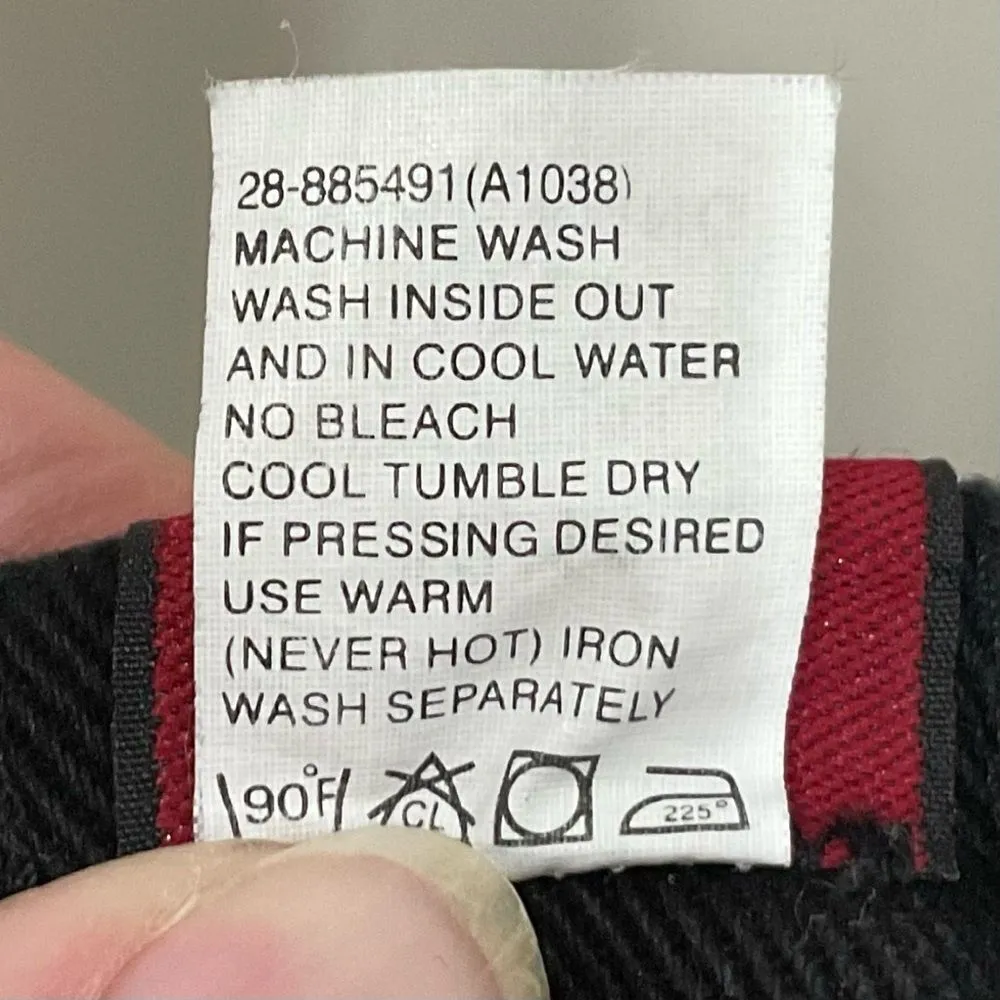 28-885491(A1038)
MACHINE WASH
WASH INSIDE OUT
AND IN COOL WATER
NO BLEACH
COOL TUMBLE DRY
IF PRESSING DESIRED
USE WARM
(NEVER HOT) IRON
WASH SEPARATELY
90°F CL 225°